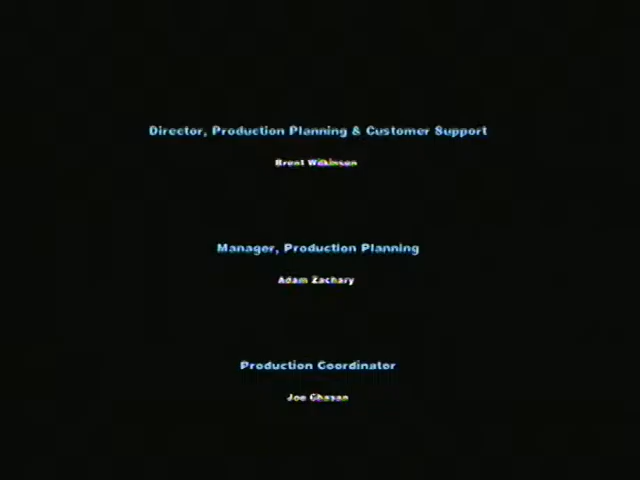 Director, Production Planning & Customer Support
Brent Wilkinson
Manager, Production Planning
Adam Zachary
Production Coordinator
Joe Chasan